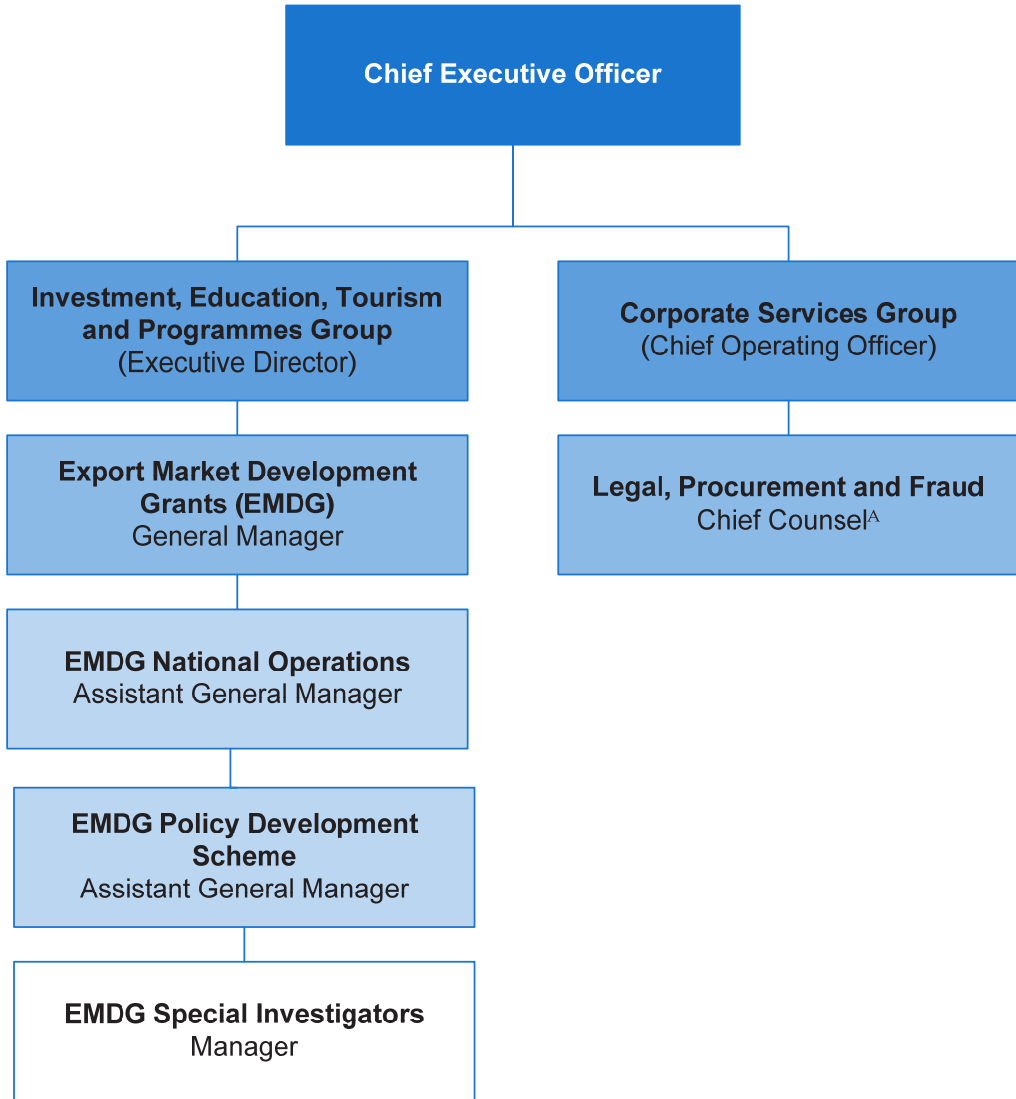 Chief Executive Officer
Investment, Education, Tourism
and Programmes Group
(Executive Director)
Corporate Services Group
(Chief Operating Officer)
Export Market Development
Grants (EMDG)
General Manager
Legal, Procurement and Fraud
Chief Counselᴬ
EMDG National Operations
Assistant General Manager
EMDG Policy Development
Scheme
Assistant General Manager
EMDG Special Investigators
Manager